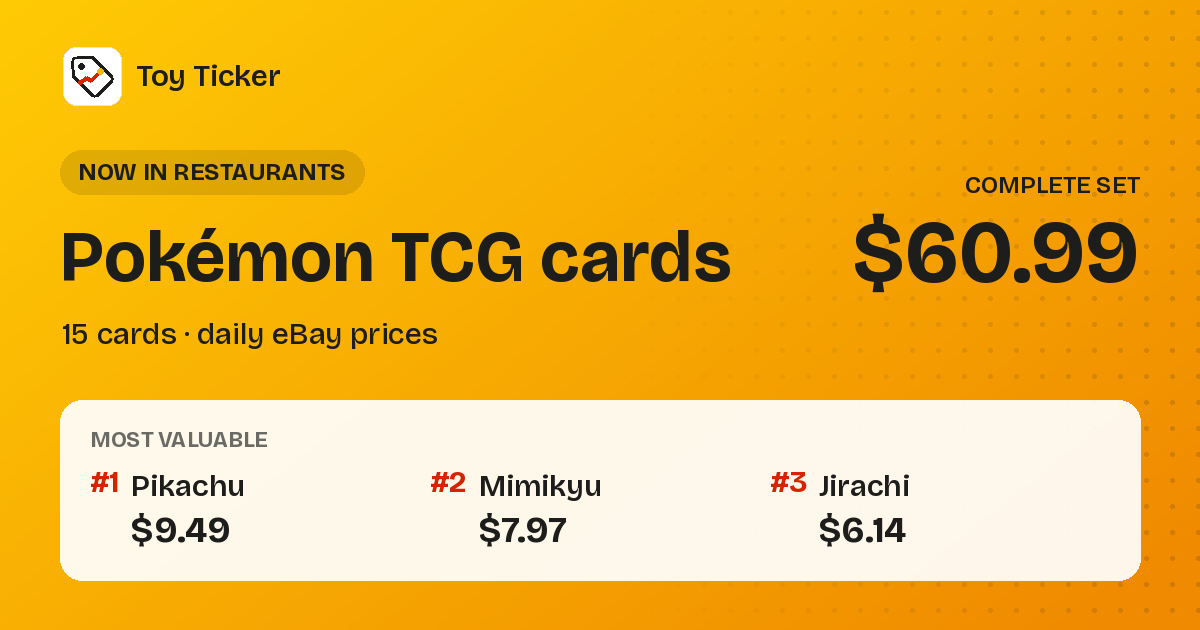 Toy Ticker
NOW IN RESTAURANTS
Pokémon TCG cards
15 cards · daily eBay prices
COMPLETE SET
$60.99
MOST VALUABLE
#1 Pikachu
$9.49
#2 Mimikyu
$7.97
#3 Jirachi
$6.14